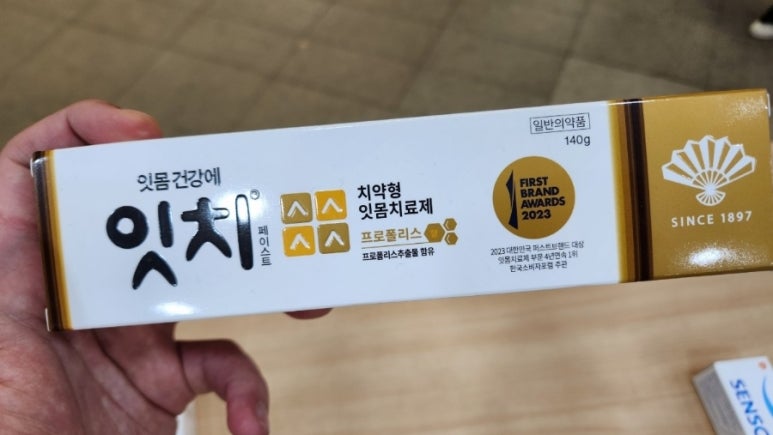 잇몸 건강에
잇치®
페이스트
치약형
잇몸치료제
프로폴리스
프로폴리스추출물 함유
일반의약품
140g
FIRST
BRAND
AWARDS
2023
2023 대한민국 퍼스트브랜드 대상
잇몸치료제 부문 4년연속 1위
한국소비자포럼 주관
SINCE 1897
SENSO